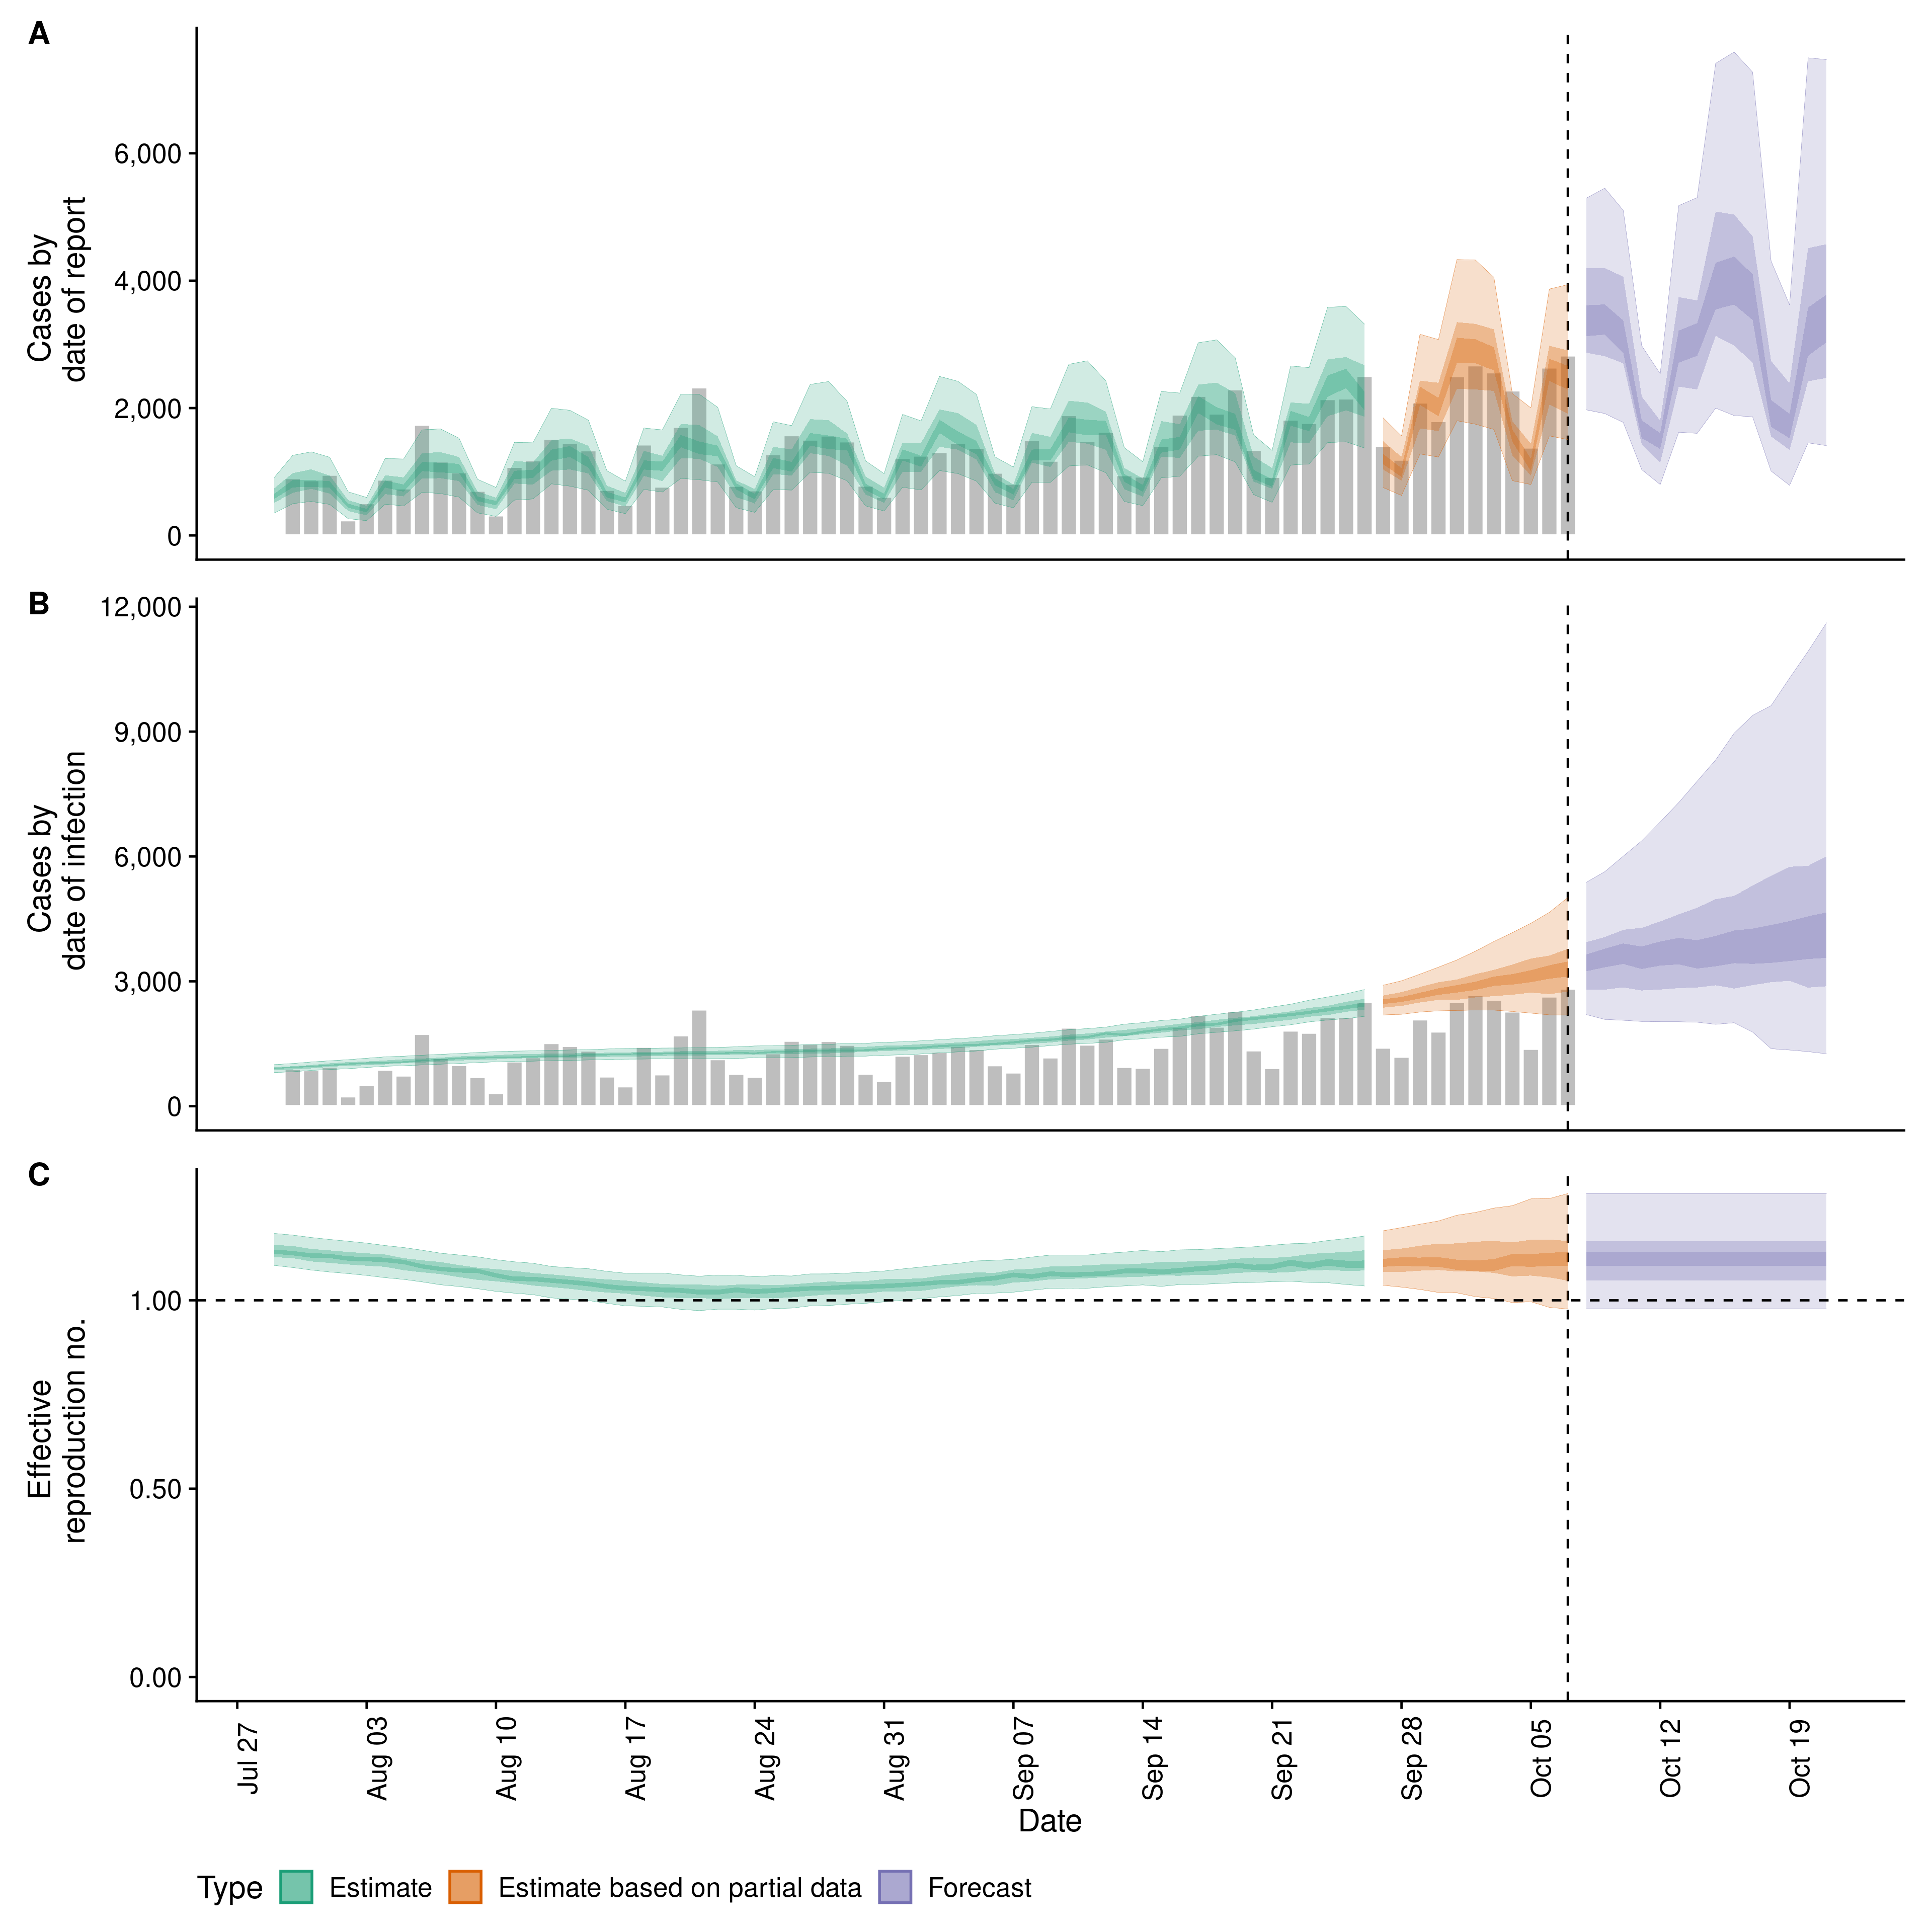 A
Cases by
date of report
6,000
4,000
2,000
0
B
Cases by
date of infection
12,000
9,000
6,000
3,000
0
C
Effective
reproduction no.
1.00
0.50
0.00
Jul 27
Aug 03
Aug 10
Aug 17
Aug 24
Aug 31
Sep 07
Sep 14
Sep 21
Sep 28
Oct 05
Oct 12
Oct 19
Date
Type Estimate Estimate based on partial data Forecast